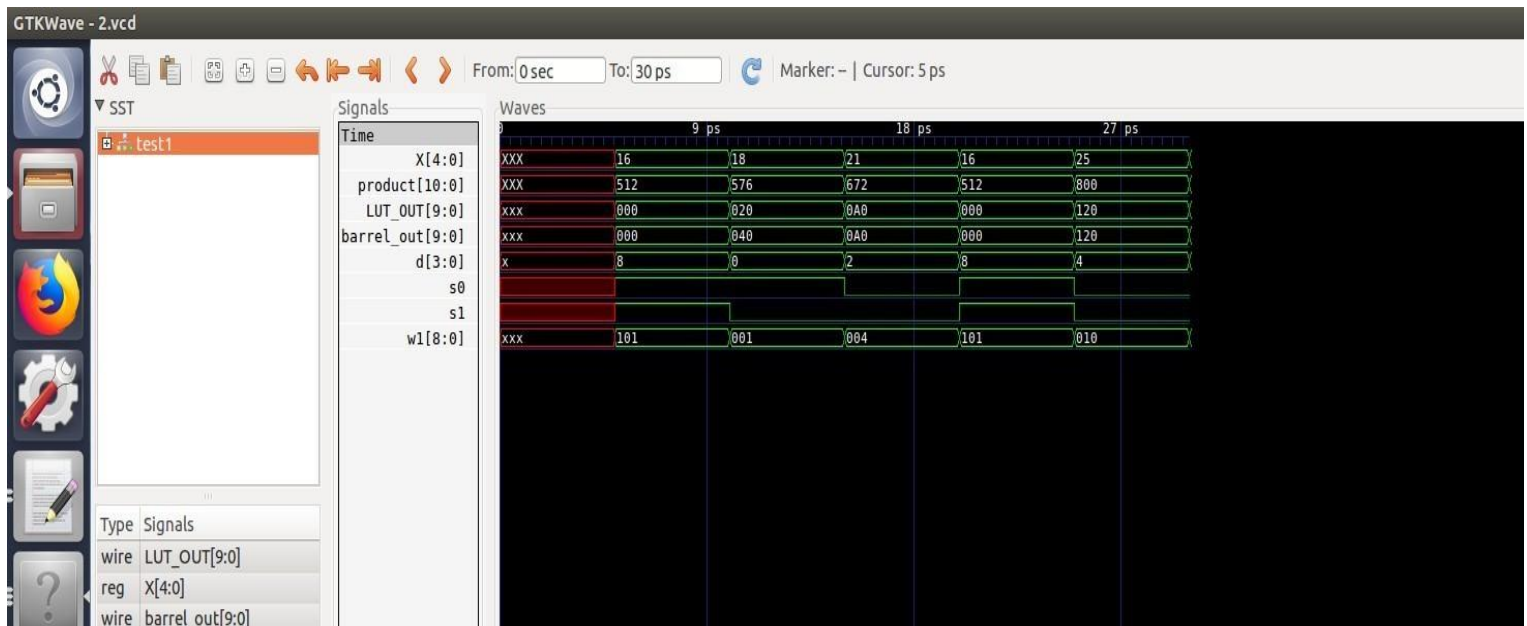 GTKWave - 2.vcd
From: 0 sec To: 30 ps Marker: -- | Cursor: 5 ps
SST
test1
Type Signals
wire LUT_OUT[9:0]
reg X[4:0]
wire barrel_out[9:0]
Signals
Time
X[4:0]
product[10:0]
LUT_OUT[9:0]
barrel_out[9:0]
d[3:0]
s0
s1
w1[8:0]
Waves
0 9 ps 18 ps 27 ps
XXX 16 18 21 16 25
XXX 512 576 672 512 800
xxx 000 020 0A0 000 120
xxx 000 040 0A0 000 120
x 8 0 2 8 4
xxx 101 001 004 101 010